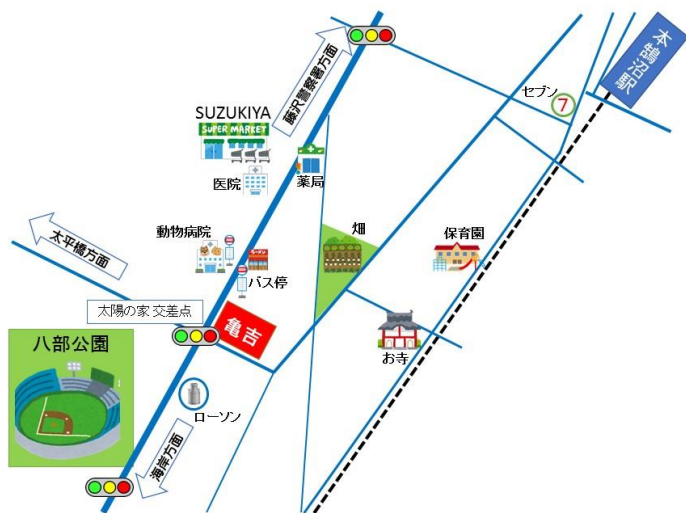 本鵠沼駅
藤沢警察署方面
セブン
7
SUZUKIYA
SUPER MARKET
医院
薬局
動物病院
畑
保育園
太平橋方面
バス停
太陽の家 交差点
亀吉
八部公園
お寺
ローソン
海岸方面